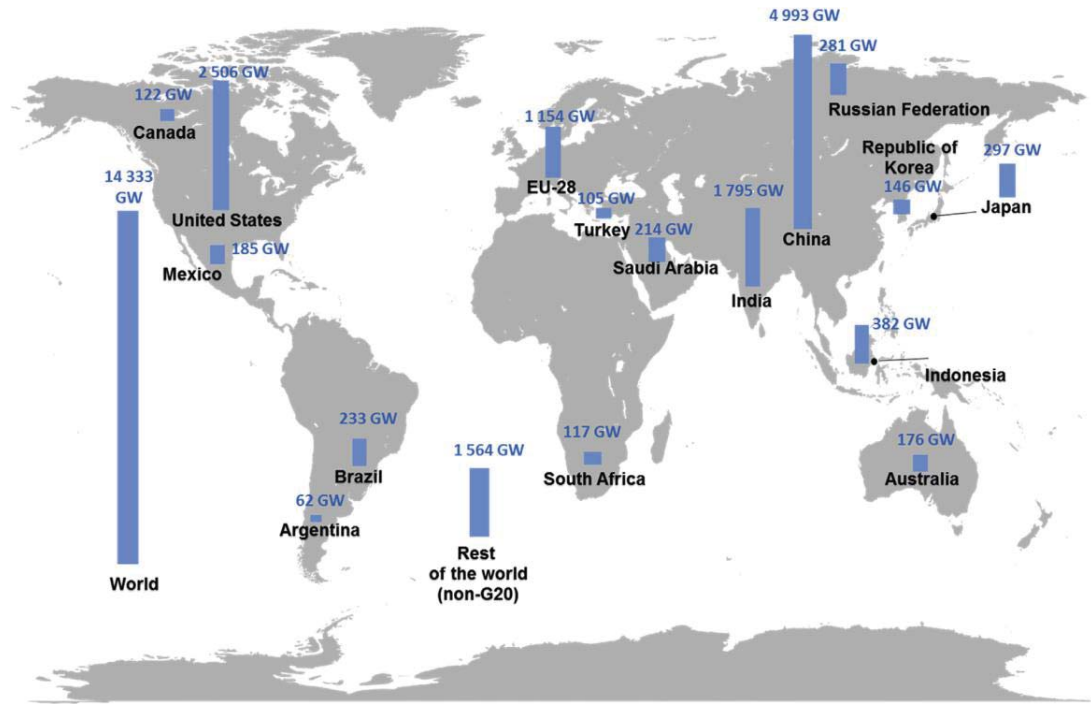 4 993 GW
281 GW
Russian Federation
2 506 GW
122 GW
Canada
1 154 GW
EU-28
Republic of
Korea
146 GW
297 GW
Japan
14 333
GW
United States
105 GW
Turkey
1 795 GW
India
China
185 GW
Mexico
214 GW
Saudi Arabia
382 GW
Indonesia
233 GW
Brazil
1 564 GW
117 GW
South Africa
176 GW
Australia
62 GW
Argentina
World
Rest
of the world
(non-G20)